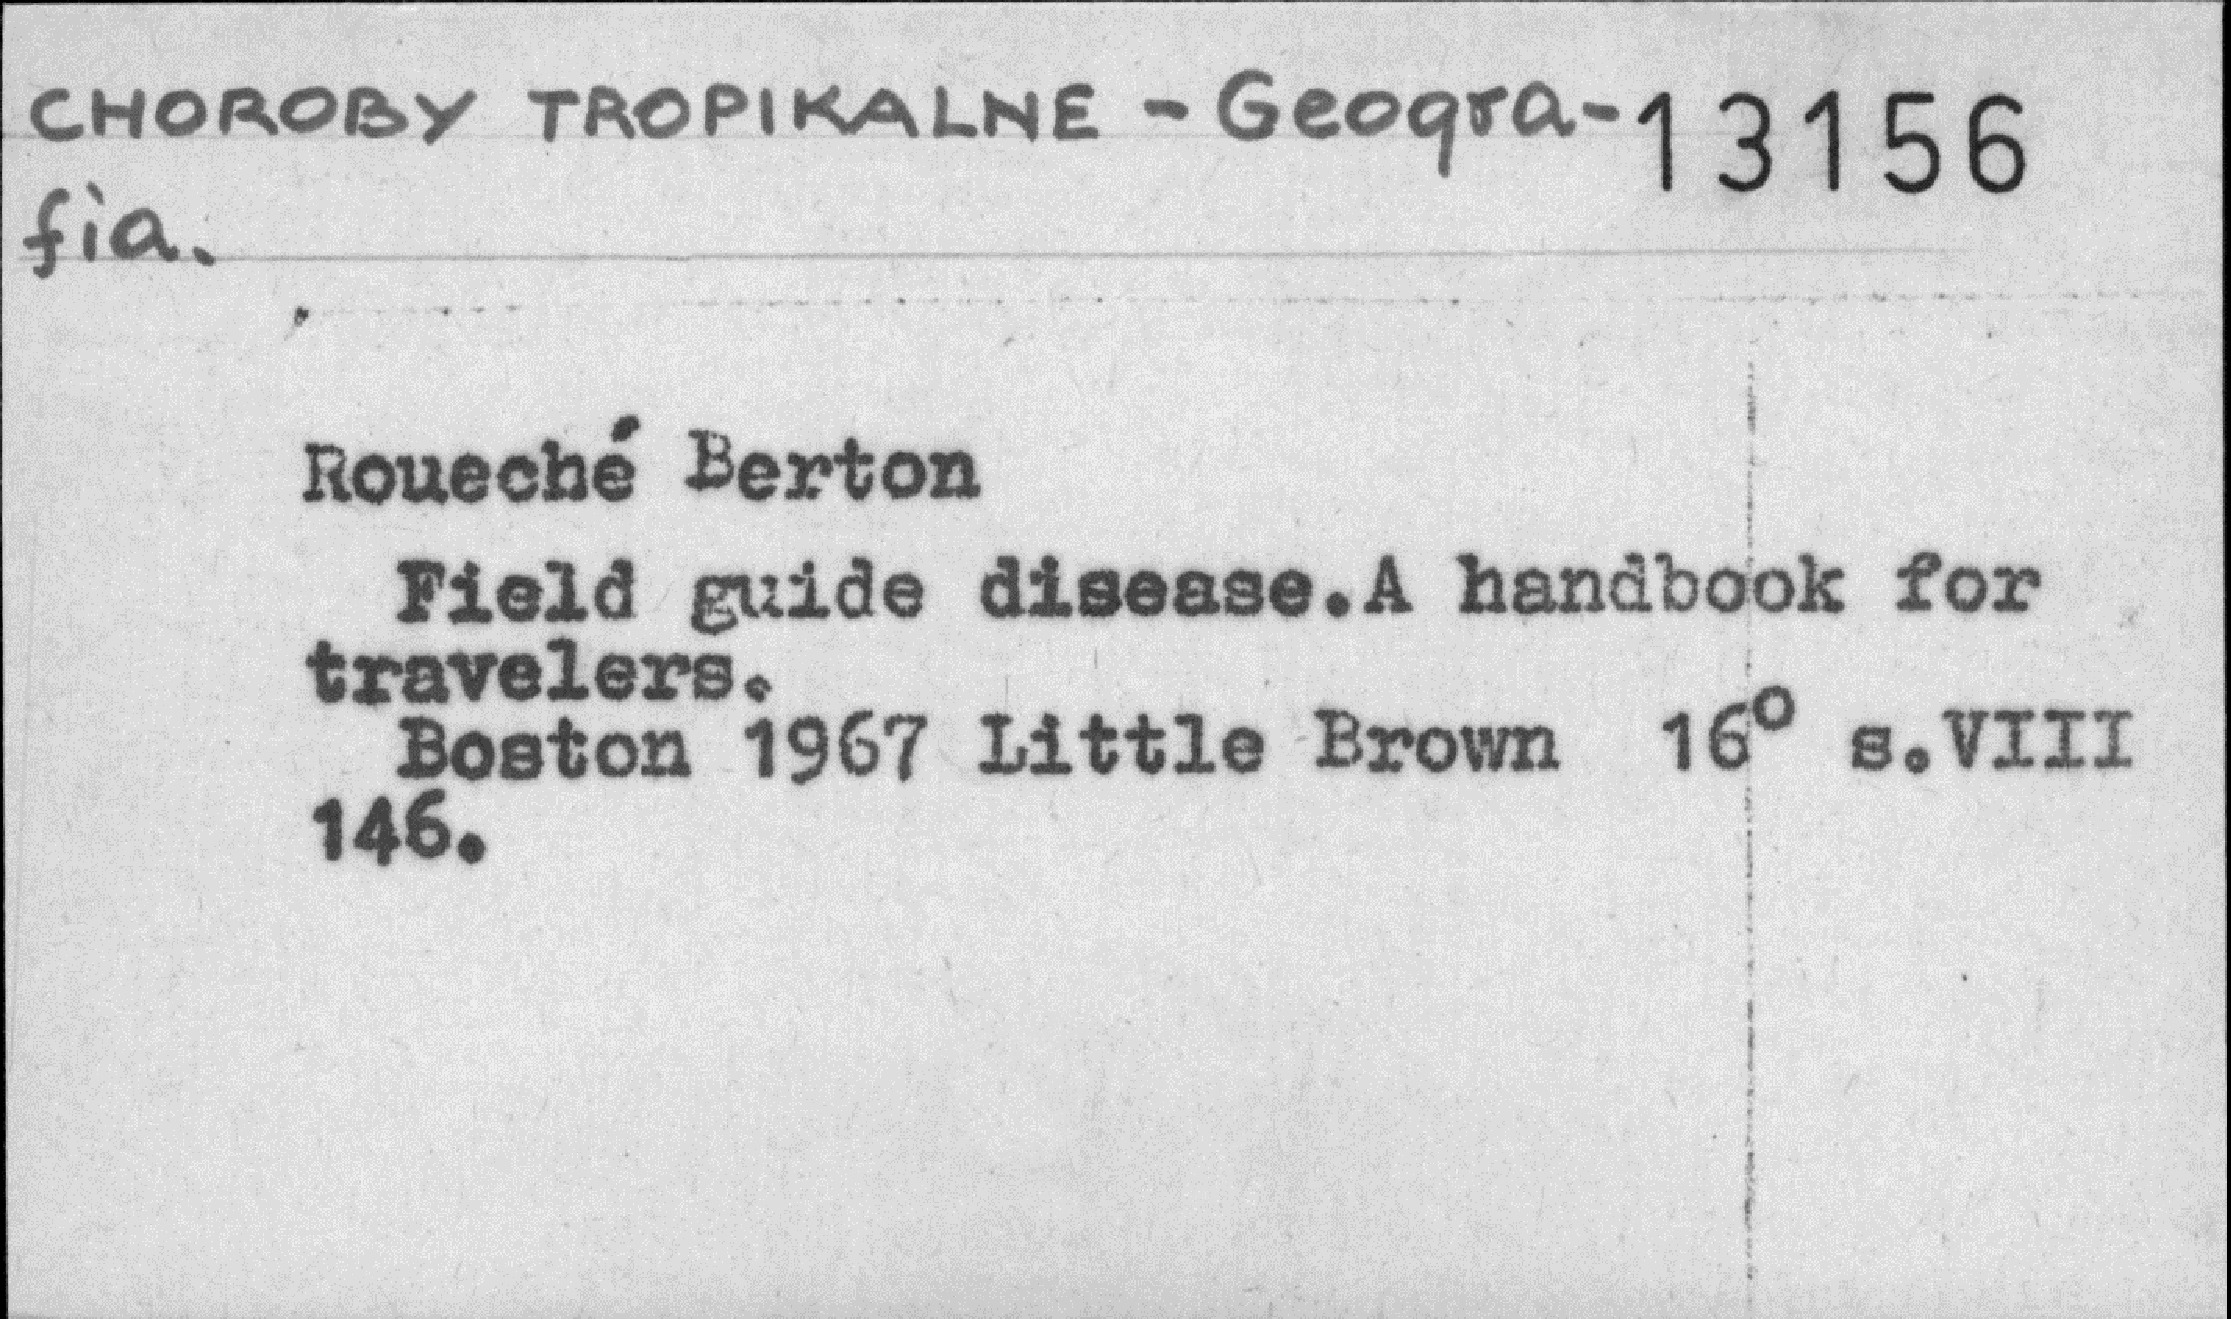 CHOROBY TROPIKALNE - Geogra- 13156
fia.
Roueché Berton
Field guide disease.A handbook for
travelers.
Boston 1967 Little Brown 16° s.VIII
146.